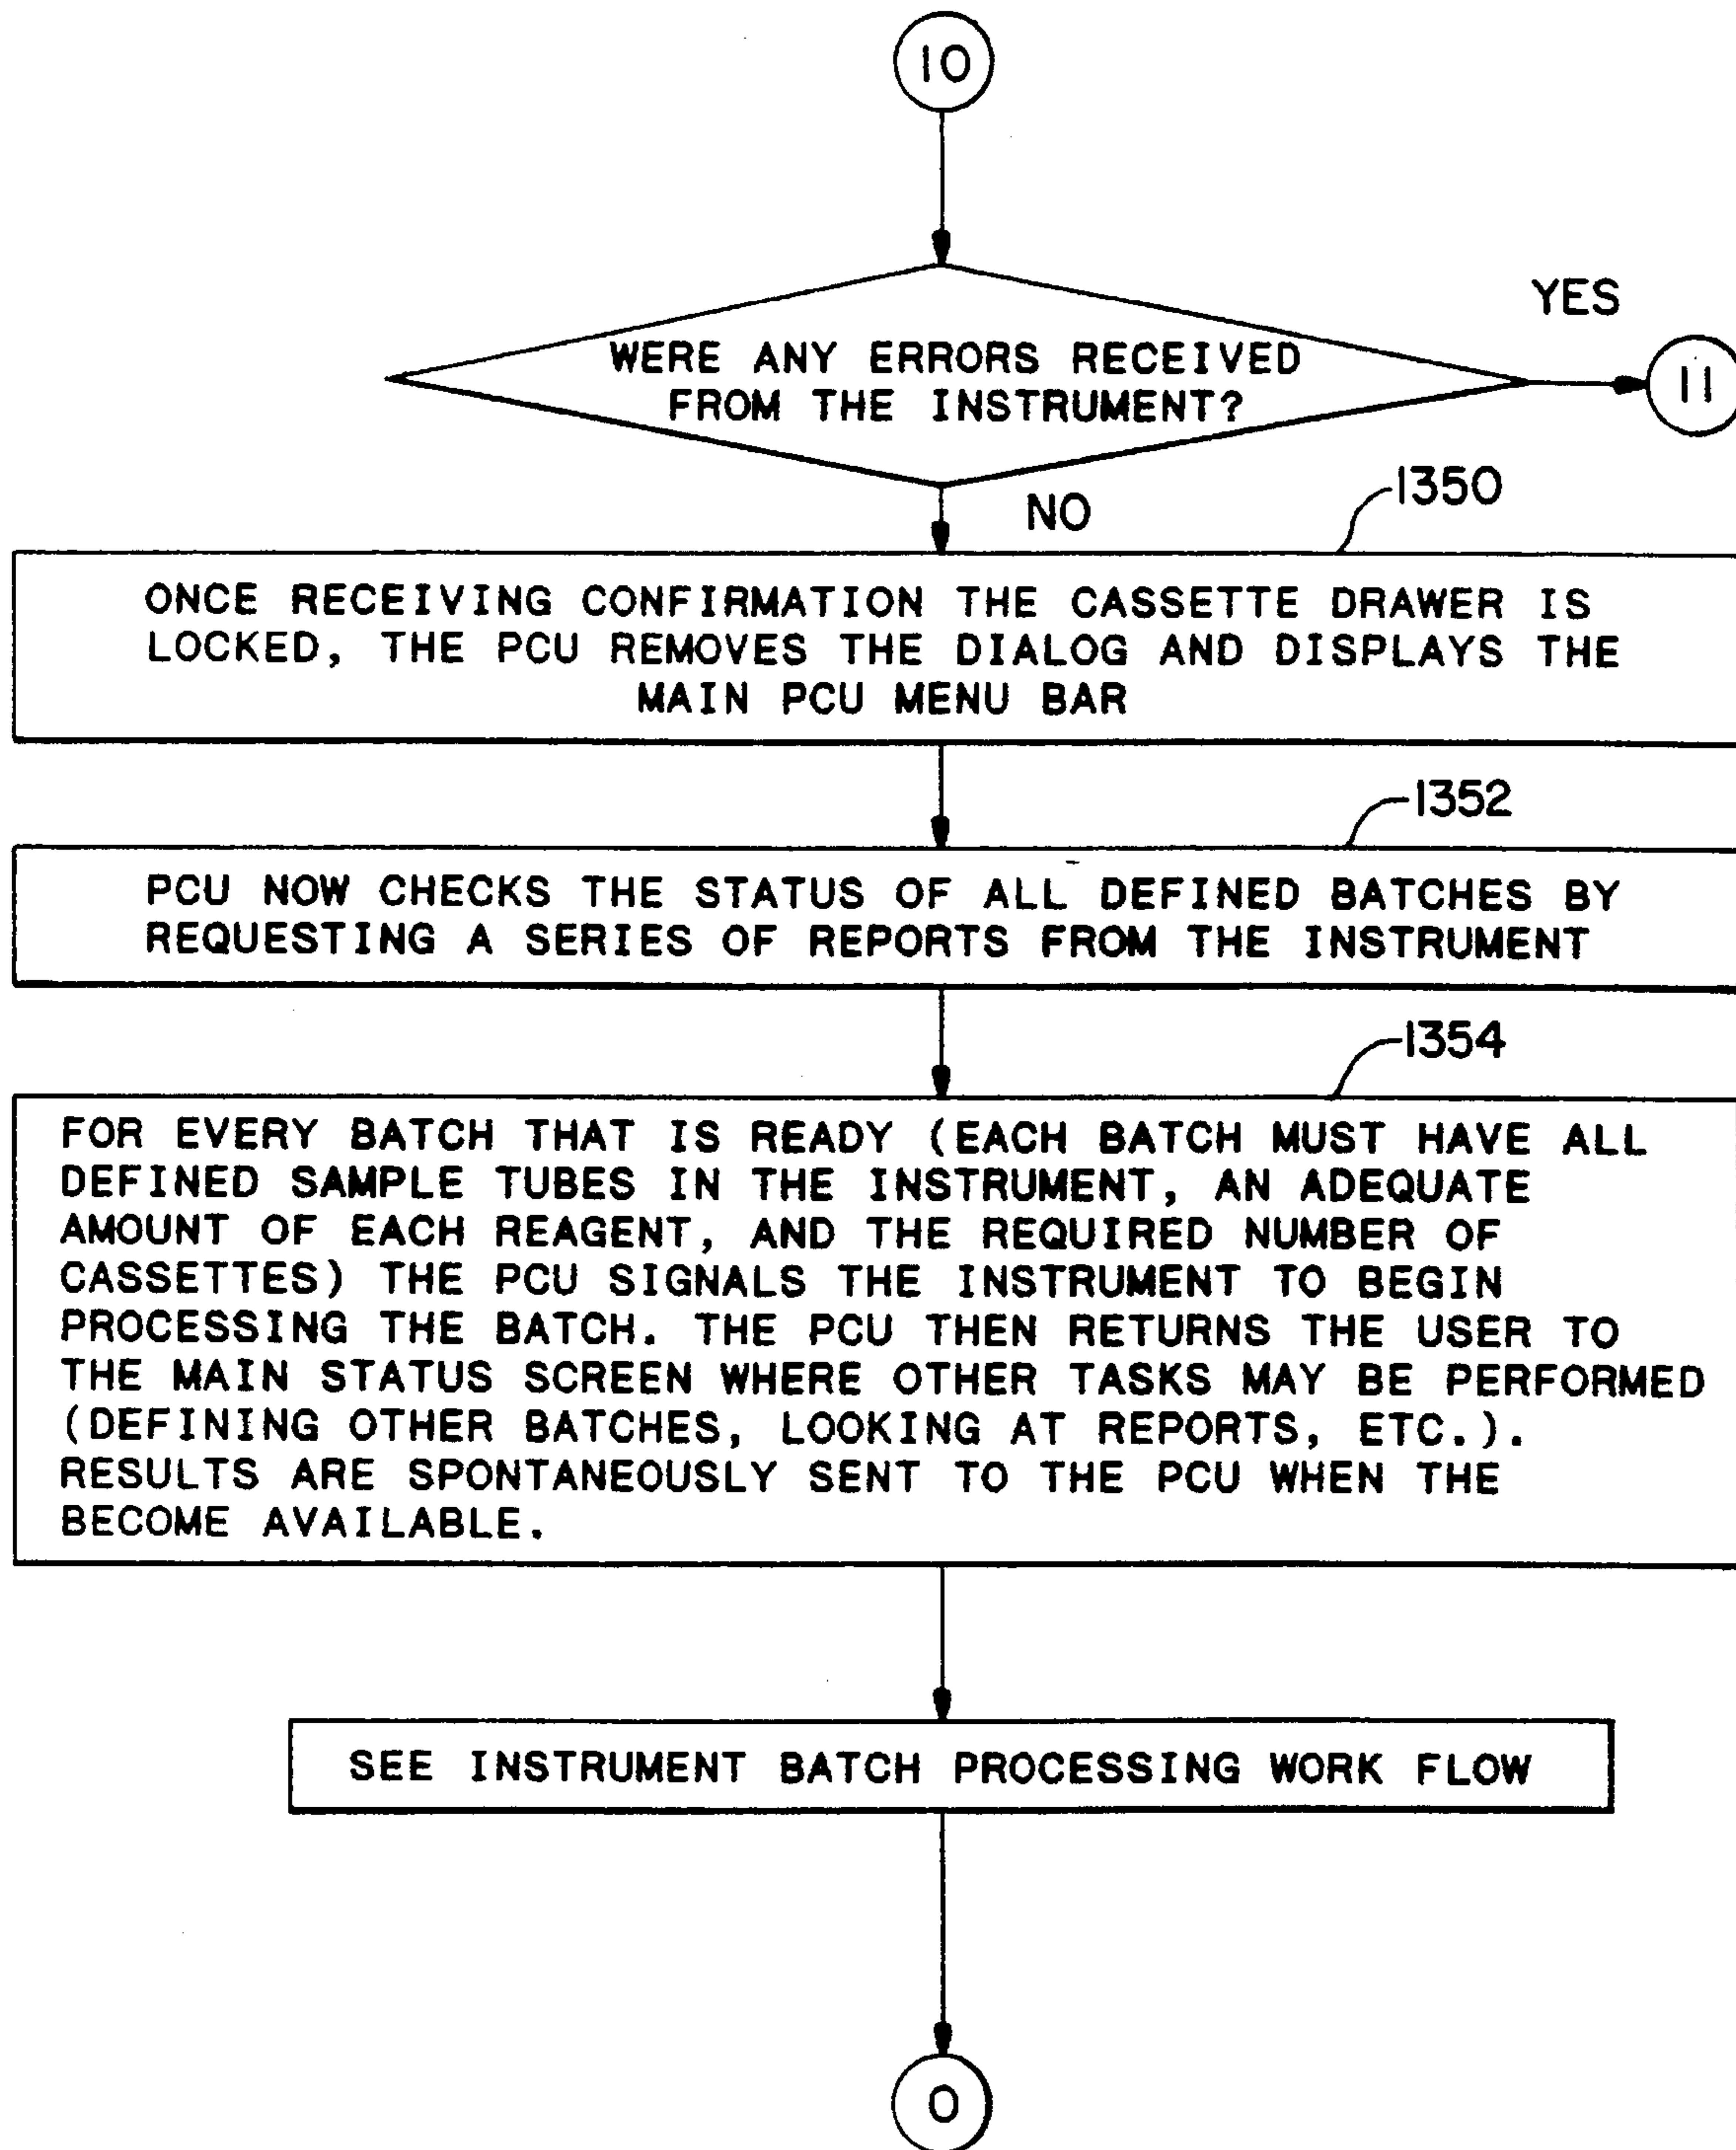 10
YES
WERE ANY ERRORS RECEIVED
FROM THE INSTRUMENT?
11
NO
1350
ONCE RECEIVING CONFIRMATION THE CASSETTE DRAWER IS
LOCKED, THE PCU REMOVES THE DIALOG AND DISPLAYS THE
MAIN PCU MENU BAR
1352
PCU NOW CHECKS THE STATUS OF ALL DEFINED BATCHES BY
REQUESTING A SERIES OF REPORTS FROM THE INSTRUMENT
1354
FOR EVERY BATCH THAT IS READY (EACH BATCH MUST HAVE ALL
DEFINED SAMPLE TUBES IN THE INSTRUMENT, AN ADEQUATE
AMOUNT OF EACH REAGENT, AND THE REQUIRED NUMBER OF
CASSETTES) THE PCU SIGNALS THE INSTRUMENT TO BEGIN
PROCESSING THE BATCH. THE PCU THEN RETURNS THE USER TO
THE MAIN STATUS SCREEN WHERE OTHER TASKS MAY BE PERFORMED
(DEFINING OTHER BATCHES, LOOKING AT REPORTS, ETC.).
RESULTS ARE SPONTANEOUSLY SENT TO THE PCU WHEN THE
BECOME AVAILABLE.
SEE INSTRUMENT BATCH PROCESSING WORK FLOW
0